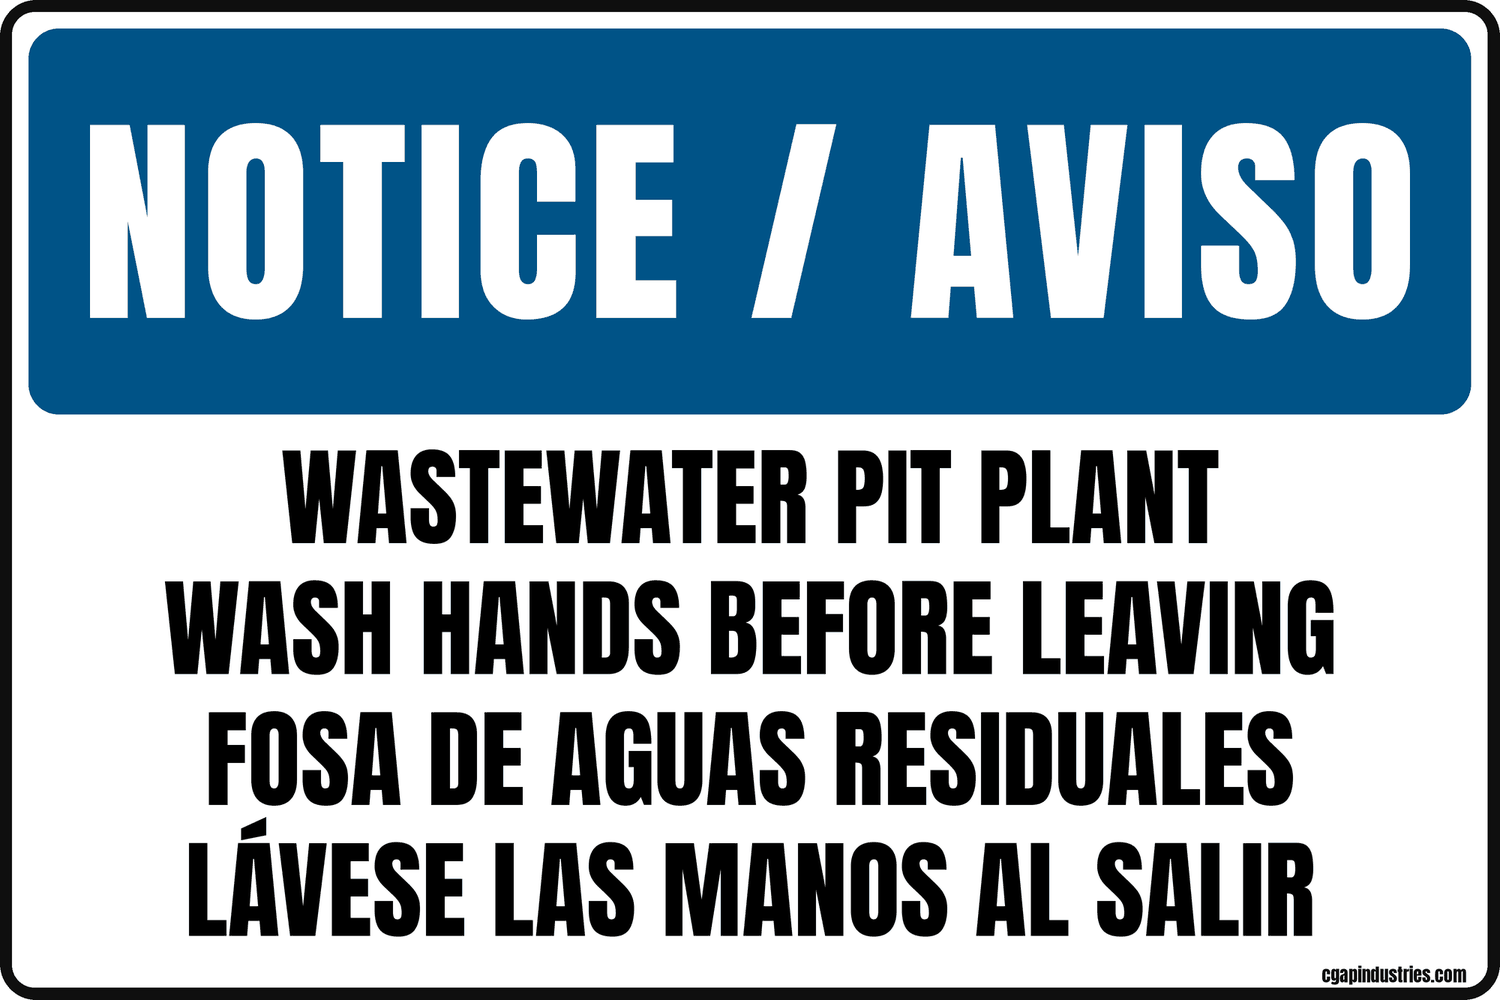 NOTICE / AVISO
WASTEWATER PIT PLANT
WASH HANDS BEFORE LEAVING
FOSA DE AGUAS RESIDUALES
LÁVESE LAS MANOS AL SALIR
cgapindustries.com